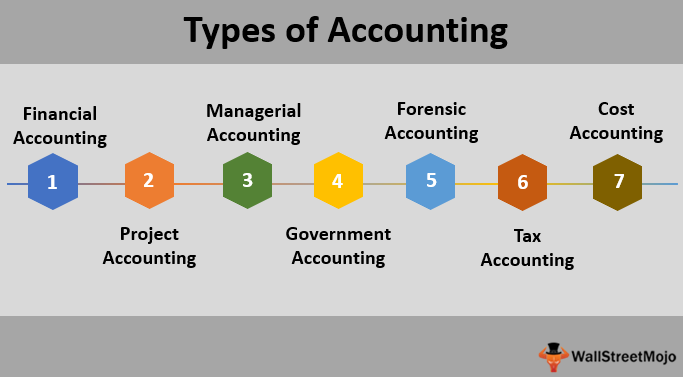 Types of Accounting
Financial
Accounting
1
2
Project
Accounting
Managerial
Accounting
3
4
Government
Accounting
Forensic
Accounting
5
6
Tax
Accounting
Cost
Accounting
7
WallStreetMojo